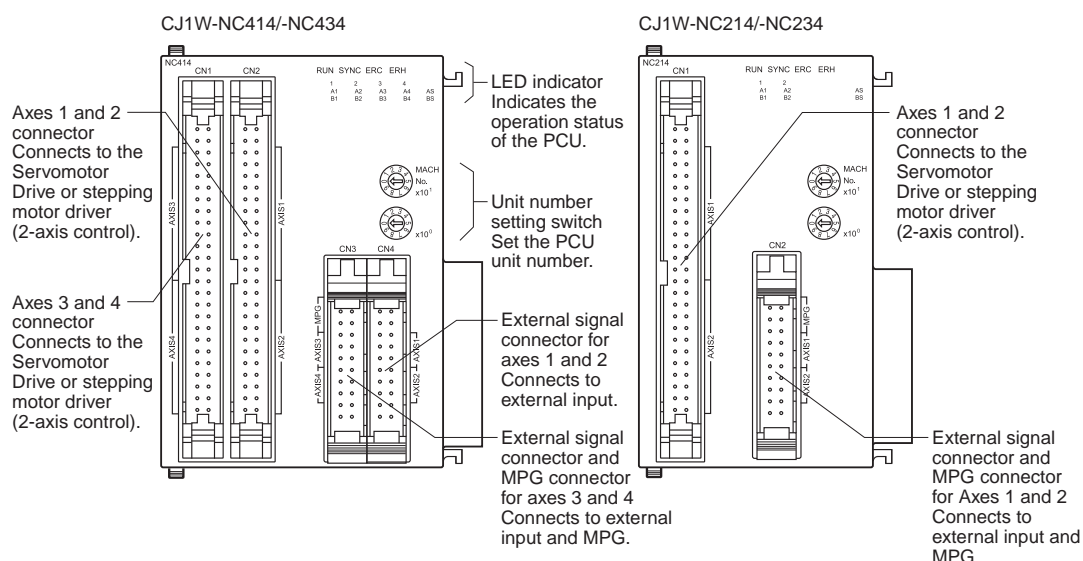 CJ1W-NC414/-NC434
CJ1W-NC214/-NC234
NC414
CN1
CN2
RUN SYNC ERC ERH
1 2 3 4
A1 A2 A3 A4 AS
B1 B2 B3 B4 BS
LED indicator
Indicates the
operation status
of the PCU.
Axes 1 and 2
connector
Connects to the
Servomotor
Drive or stepping
motor driver
(2-axis control).
MACH
No.
x10¹
x10⁰
Unit number
setting switch
Set the PCU
unit number.
AXIS3
AXIS1
AXIS4
AXIS2
CN3
CN4
MPG
AXIS3
AXIS4
AXIS1
AXIS2
Axes 3 and 4
connector
Connects to the
Servomotor
Drive or stepping
motor driver
(2-axis control).
External signal
connector for
axes 1 and 2
Connects to
external input.
External signal
connector and
MPG connector
for axes 3 and 4
Connects to external
input and MPG.
NC214
CN1
RUN SYNC ERC ERH
1 2
A1 A2 AS
B1 B2 BS
MACH
No.
x10¹
x10⁰
AXIS1
AXIS2
CN2
MPG
AXIS1
AXIS2
Axes 1 and 2
connector
Connects to the
Servomotor
Drive or stepping
motor driver
(2-axis control).
External signal
connector and
MPG connector
for Axes 1 and 2
Connects to
external input and
MPG